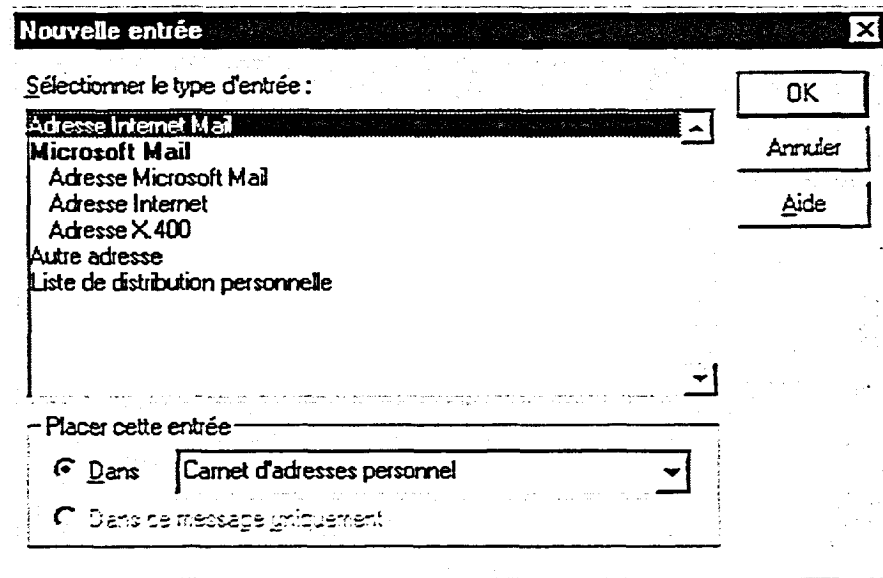 Nouvelle entrée
Sélectionner le type d'entrée :
Adresse Internet Mail
Microsoft Mail
Adresse Microsoft Mail
Adresse Internet
Adresse X.400
Autre adresse
Liste de distribution personnelle
OK
Annuler
Aide
Placer cette entrée
Dans
Carnet d'adresses personnel
Dans ce message uniquement